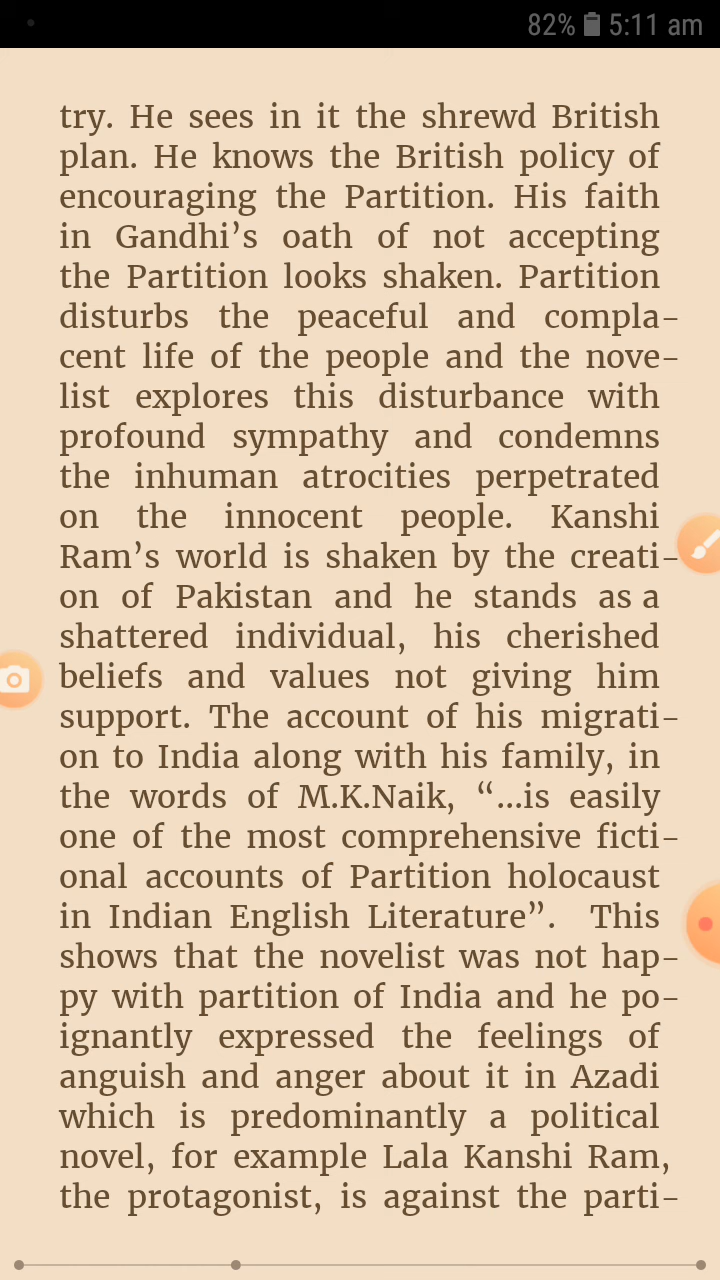 82% 5:11 am
try. He sees in it the shrewd British
plan. He knows the British policy of
encouraging the Partition. His faith
in Gandhi’s oath of not accepting
the Partition looks shaken. Partition
disturbs the peaceful and compla-
cent life of the people and the nove-
list explores this disturbance with
profound sympathy and condemns
the inhuman atrocities perpetrated
on the innocent people. Kanshi
Ram’s world is shaken by the creati-
on of Pakistan and he stands as a
shattered individual, his cherished
beliefs and values not giving him
support. The account of his migrati-
on to India along with his family, in
the words of M.K.Naik, “...is easily
one of the most comprehensive ficti-
onal accounts of Partition holocaust
in Indian English Literature”. This
shows that the novelist was not hap-
py with partition of India and he po-
ignantly expressed the feelings of
anguish and anger about it in Azadi
which is predominantly a political
novel, for example Lala Kanshi Ram,
the protagonist, is against the parti-